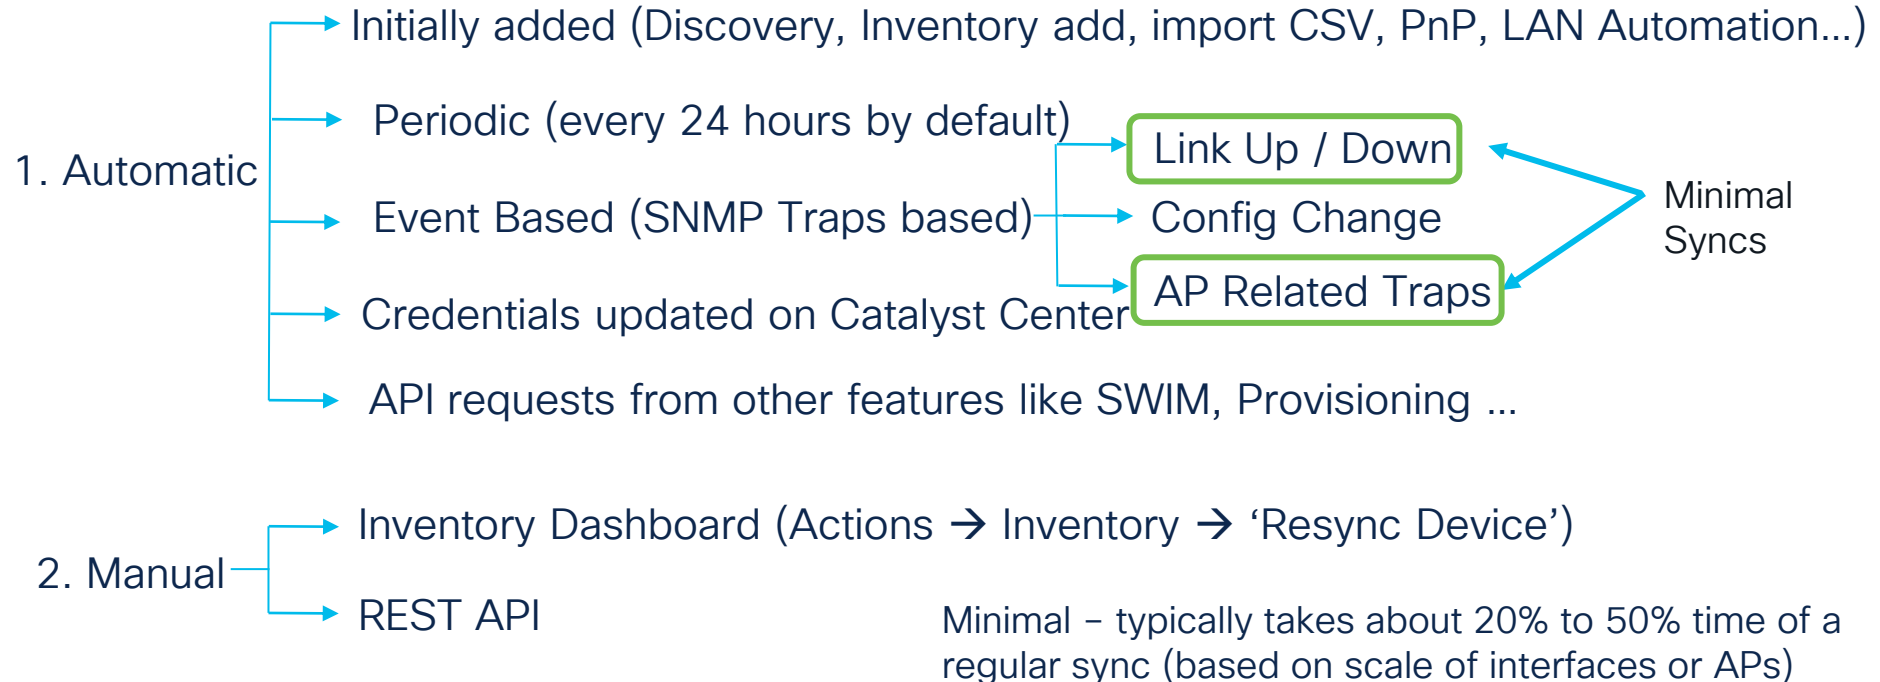 Initially added (Discovery, Inventory add, import CSV, PnP, LAN Automation...)
Periodic (every 24 hours by default)
Link Up / Down
1. Automatic
Minimal
Syncs
Event Based (SNMP Traps based)
Config Change
AP Related Traps
Credentials updated on Catalyst Center
API requests from other features like SWIM, Provisioning ...
Inventory Dashboard (Actions → Inventory → ‘Resync Device’)
2. Manual
REST API
Minimal – typically takes about 20% to 50% time of a
regular sync (based on scale of interfaces or APs)